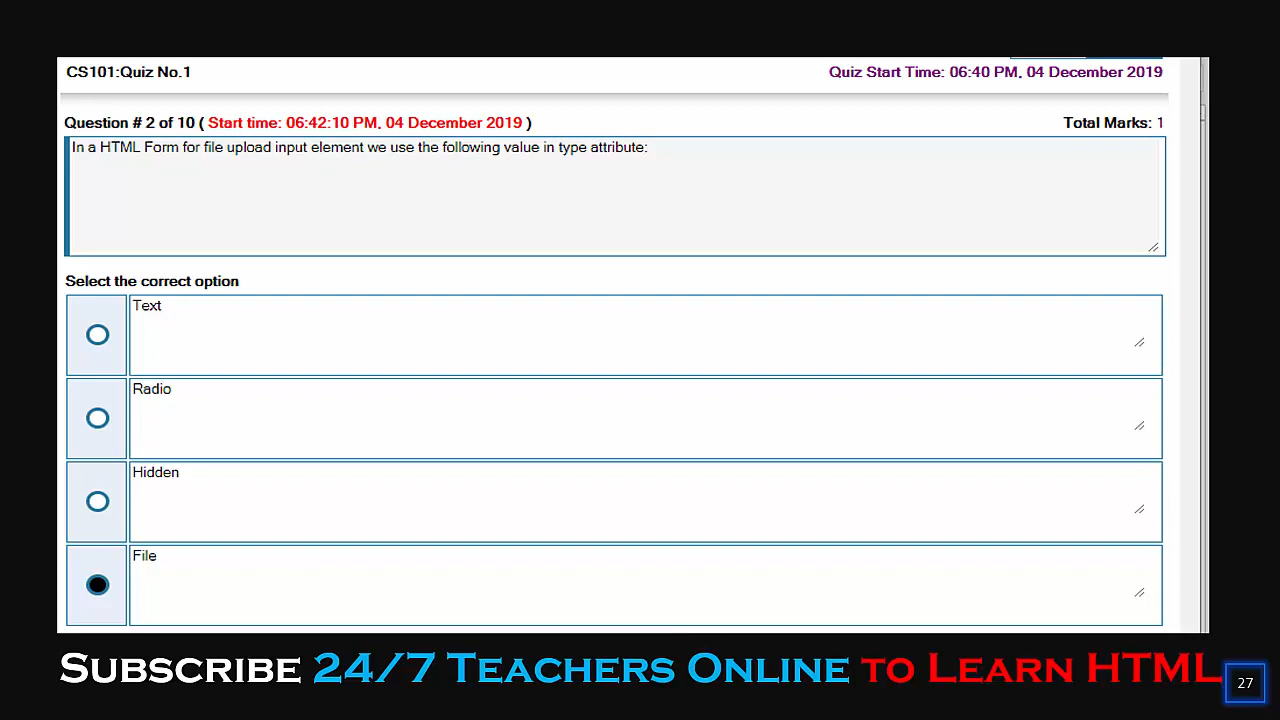 CS101:Quiz No.1
Quiz Start Time: 06:40 PM, 04 December 2019
Question # 2 of 10 ( Start time: 06:42:10 PM, 04 December 2019 )
Total Marks: 1
In a HTML Form for file upload input element we use the following value in type attribute:
Select the correct option
Text
Radio
Hidden
File
Subscribe 24/7 Teachers Online to Learn HTML
27